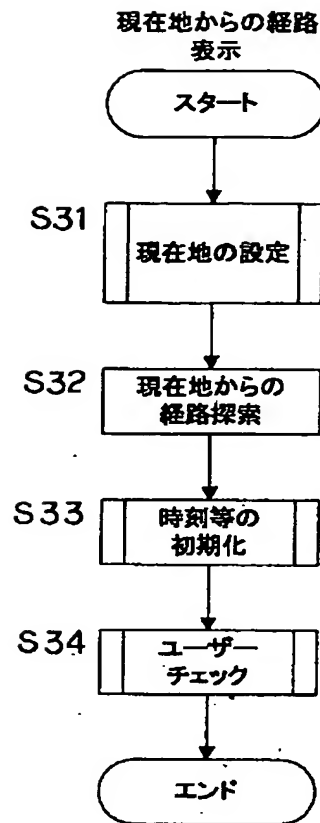 現在地からの経路
表示
スタート
S31
現在地の設定
S32
現在地からの
経路探索
S33
時刻等の
初期化
S34
ユーザー
チェック
エンド